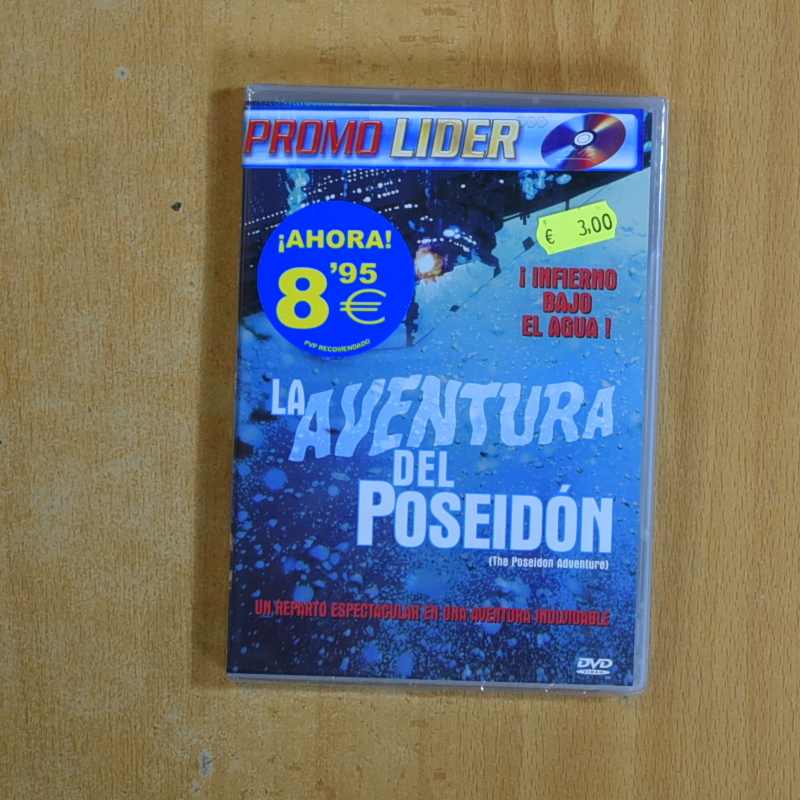 PROMO LIDER
¡AHORA!
8'95
€
PVP RECOMENDADO
€ 3,00
¡ INFIERNO
BAJO
EL AGUA !
LA AVENTURA
DEL
POSEIDÓN
(The Poseidon Adventure)
UN REPARTO ESPECTACULAR EN UNA AVENTURA INOLVIDABLE
DVD
VIDEO